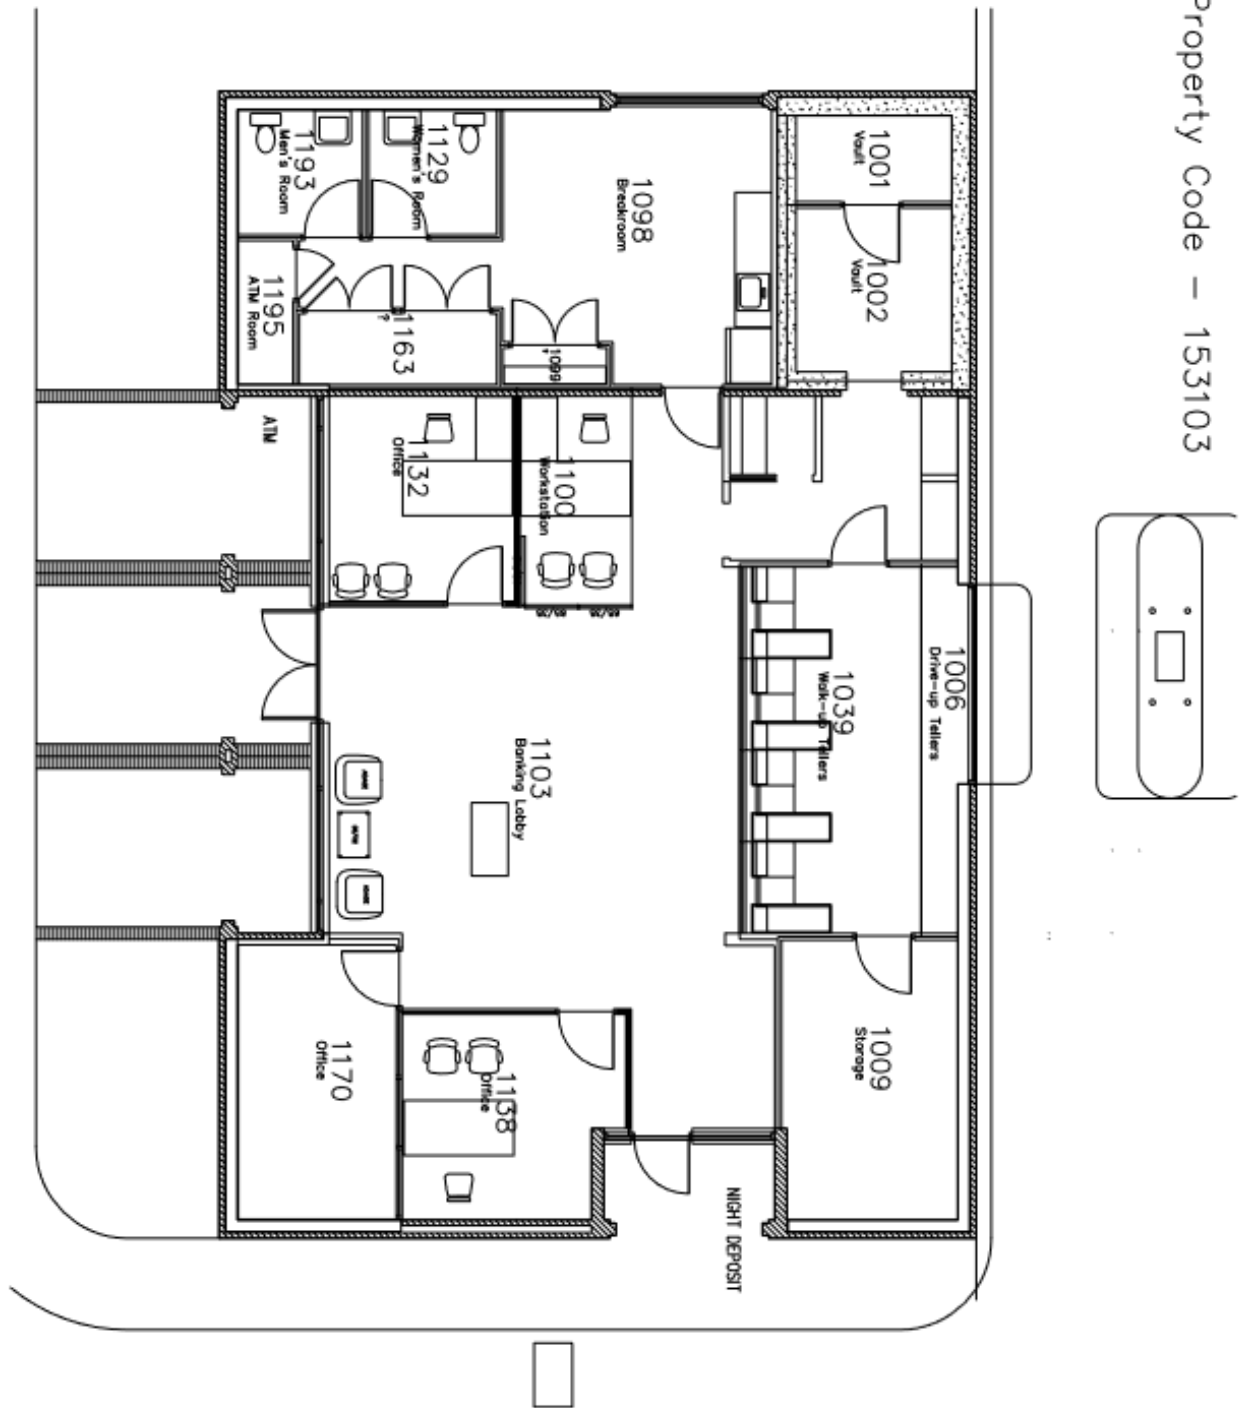 Property Code - 153103
1001
Vault
1002
Vault
1006
Drive-up Tellers
1009
Storage
1039
Walk-up Tellers
1098
Breakroom
1099
1129
Women's Room
1193
Men's Room
1195
ATM Room
1163
?
ATM
1132
Office
1100
Workstation
1103
Banking Lobby
1138
Office
1170
Office
NIGHT DEPOSIT